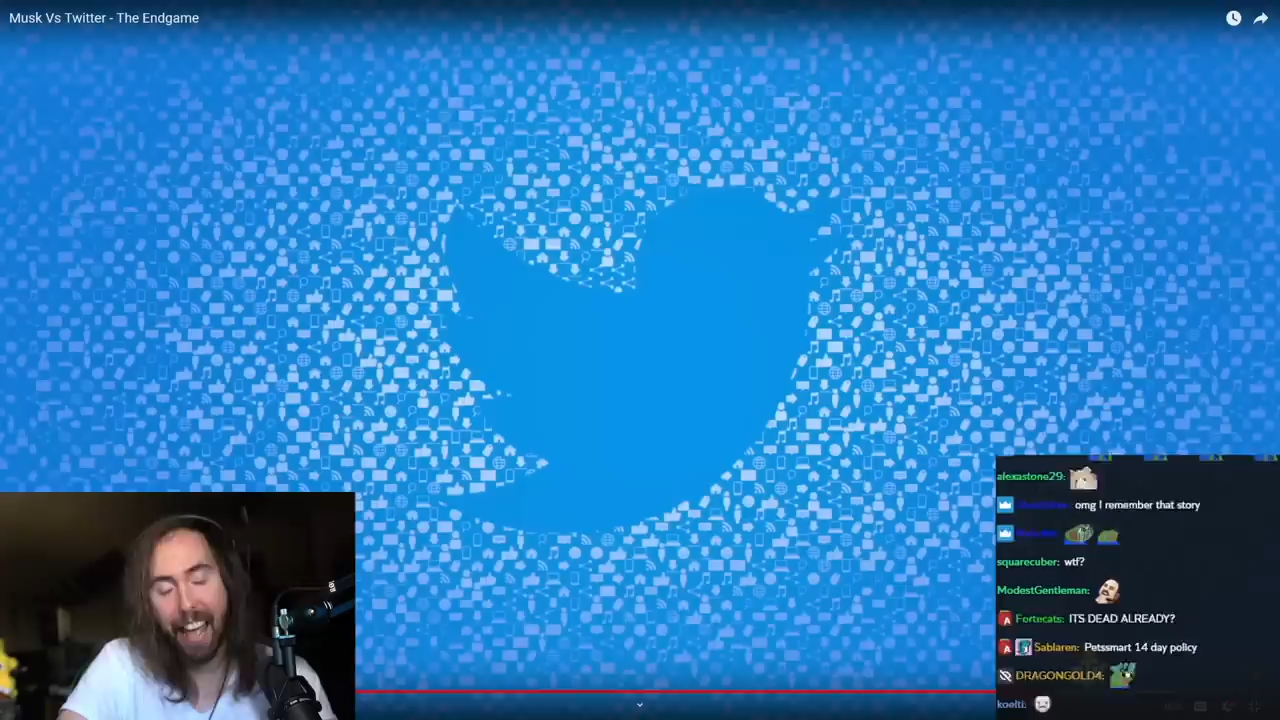 Musk Vs Twitter - The Endgame
alexastone29:
omg I remember that story
squarecuber: wtf?
ModestGentleman:
Fortecats: ITS DEAD ALREADY?
Sablaren: Petssmart 14 day policy
DRAGONGOLD4:
koelti: